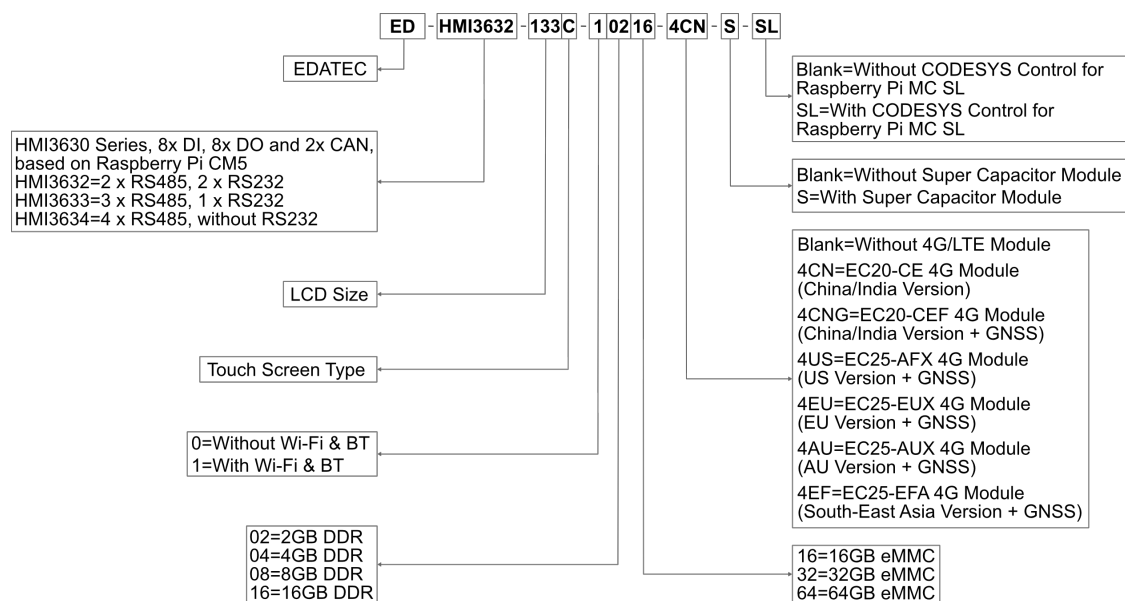 ED - HMI3632 - 133 C - 1 02 16 - 4CN - S - SL
EDATEC
Blank=Without CODESYS Control for
Raspberry Pi MC SL
SL=With CODESYS Control for
Raspberry Pi MC SL
HMI3630 Series, 8x DI, 8x DO and 2x CAN,
based on Raspberry Pi CM5
HMI3632=2 x RS485, 2 x RS232
HMI3633=3 x RS485, 1 x RS232
HMI3634=4 x RS485, without RS232
Blank=Without Super Capacitor Module
S=With Super Capacitor Module
LCD Size
Touch Screen Type
Blank=Without 4G/LTE Module
4CN=EC20-CE 4G Module
(China/India Version)
4CNG=EC20-CEF 4G Module
(China/India Version + GNSS)
4US=EC25-AFX 4G Module
(US Version + GNSS)
4EU=EC25-EUX 4G Module
(EU Version + GNSS)
4AU=EC25-AUX 4G Module
(AU Version + GNSS)
4EF=EC25-EFA 4G Module
(South-East Asia Version + GNSS)
0=Without Wi-Fi & BT
1=With Wi-Fi & BT
02=2GB DDR
04=4GB DDR
08=8GB DDR
16=16GB DDR
16=16GB eMMC
32=32GB eMMC
64=64GB eMMC